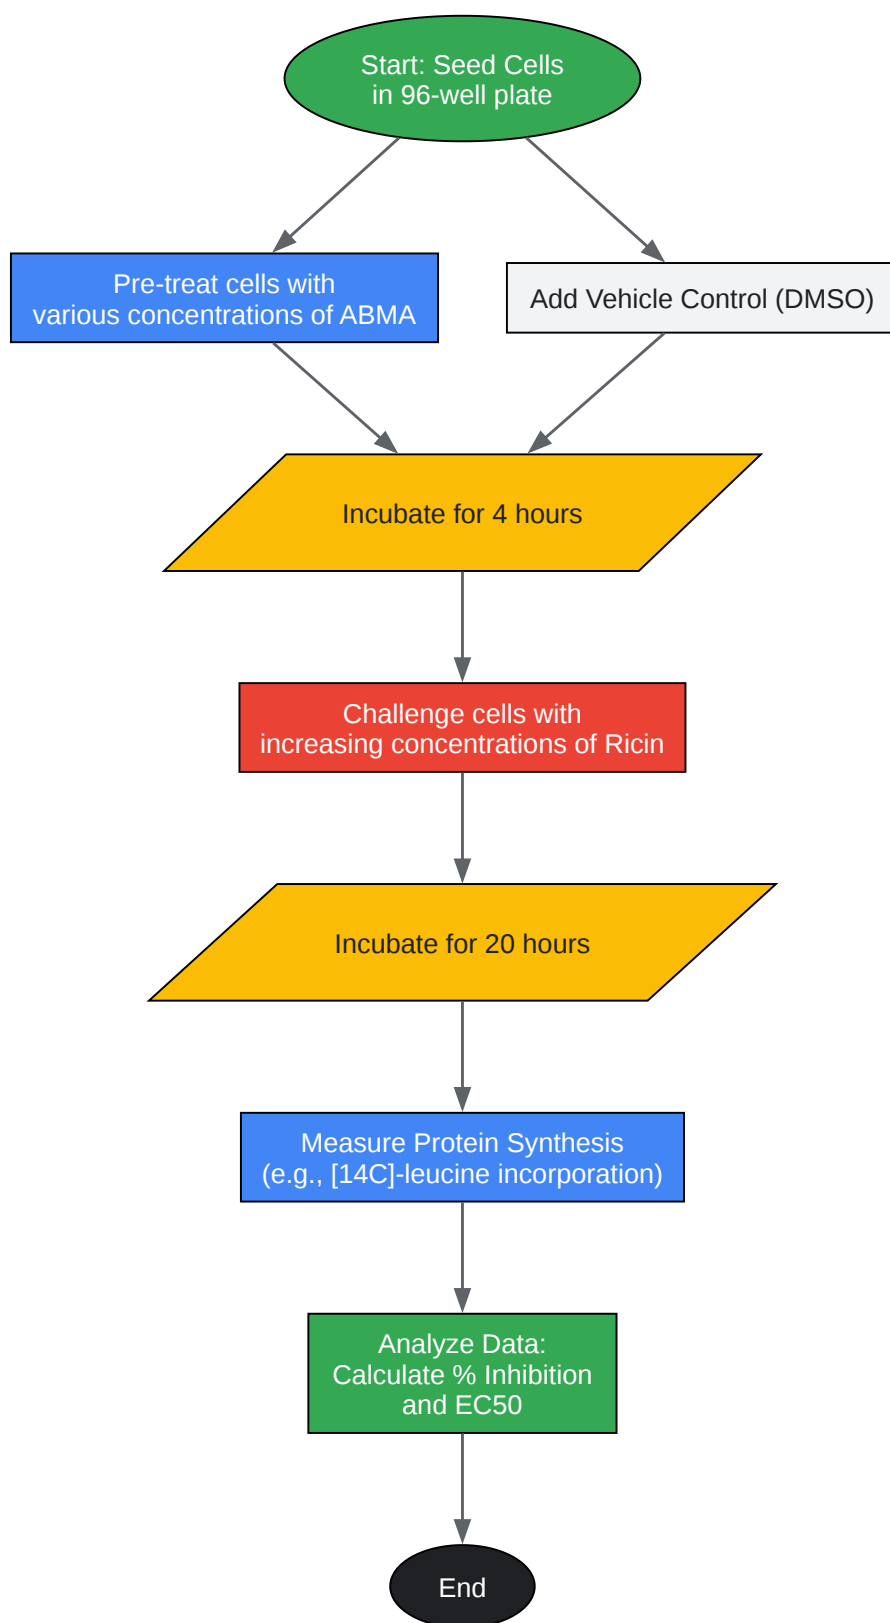 Start: Seed Cells
in 96-well plate
Pre-treat cells with
various concentrations of ABMA
Add Vehicle Control (DMSO)
Incubate for 4 hours
Challenge cells with
increasing concentrations of Ricin
Incubate for 20 hours
Measure Protein Synthesis
(e.g., [14C]-leucine incorporation)
Analyze Data:
Calculate % Inhibition
and EC50
End